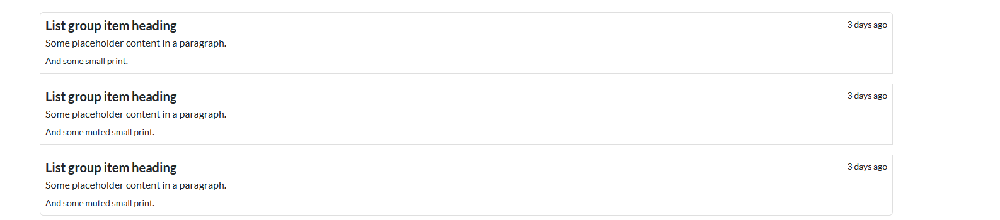 List group item heading 3 days ago
Some placeholder content in a paragraph.
And some small print.
List group item heading 3 days ago
Some placeholder content in a paragraph.
And some muted small print.
List group item heading 3 days ago
Some placeholder content in a paragraph.
And some muted small print.